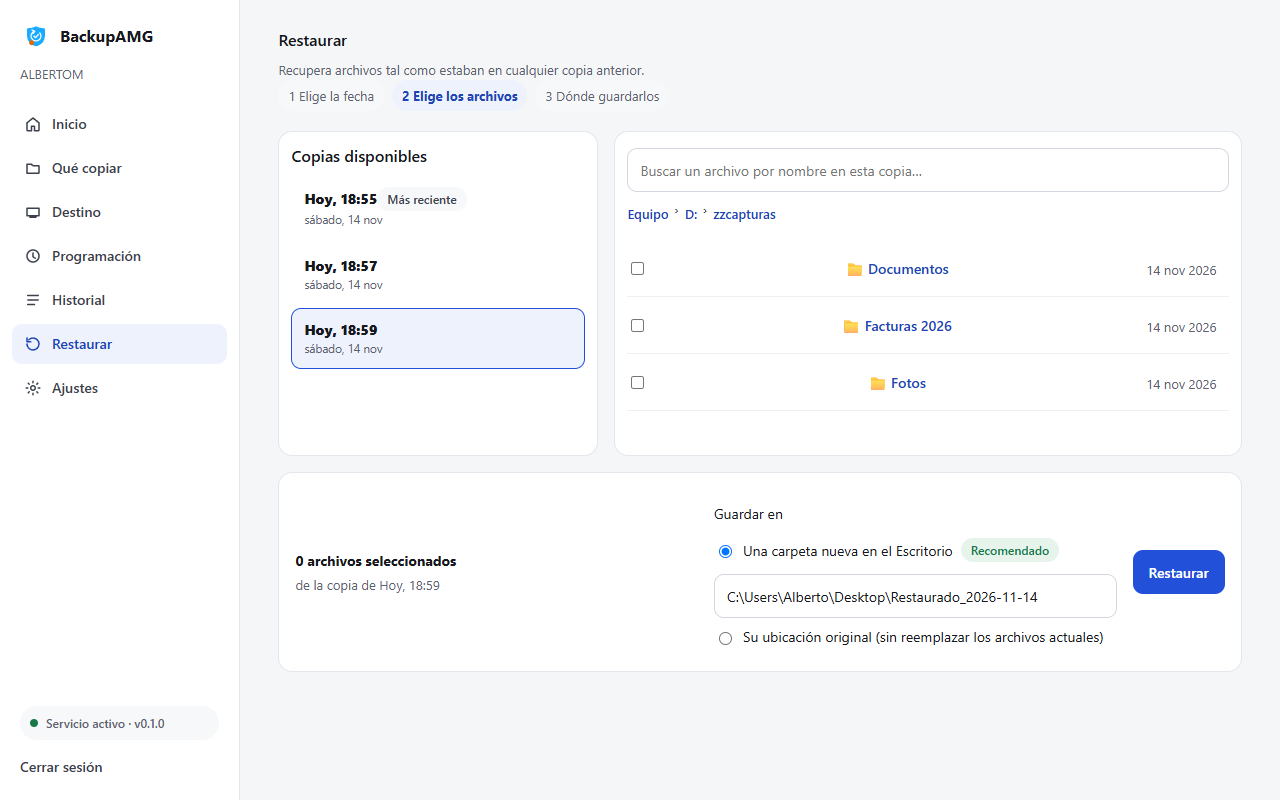 BackupAMG
ALBERTOM
Inicio
Qué copiar
Destino
Programación
Historial
Restaurar
Ajustes
Servicio activo · v0.1.0
Cerrar sesión
Restaurar
Recupera archivos tal como estaban en cualquier copia anterior.
1 Elige la fecha
2 Elige los archivos
3 Dónde guardarlos
Copias disponibles
Hoy, 18:55 Más reciente
sábado, 14 nov
Hoy, 18:57
sábado, 14 nov
Hoy, 18:59
sábado, 14 nov
Buscar un archivo por nombre en esta copia...
Equipo › D: › zzcapturas
Documentos 14 nov 2026
Facturas 2026 14 nov 2026
Fotos 14 nov 2026
0 archivos seleccionados
de la copia de Hoy, 18:59
Guardar en
Una carpeta nueva en el Escritorio Recomendado
C:\Users\Alberto\Desktop\Restaurado_2026-11-14
Su ubicación original (sin reemplazar los archivos actuales)
Restaurar